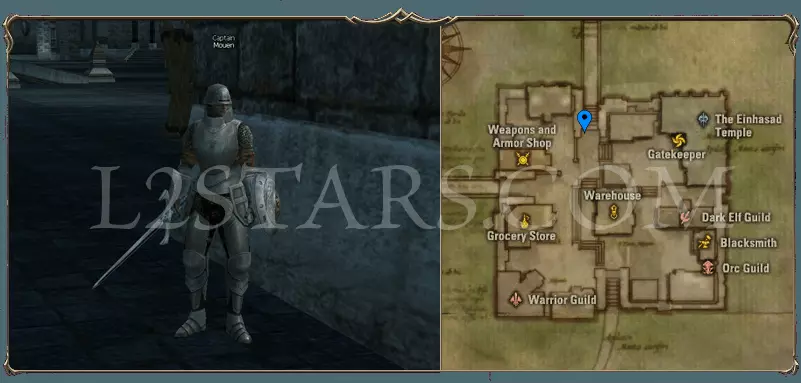 Captain
Mouen
L2STARS.COM
The Einhasad
Temple
Weapons and
Armor Shop
Gatekeeper
Warehouse
Dark Elf Guild
Grocery Store
Blacksmith
Orc Guild
Warrior Guild